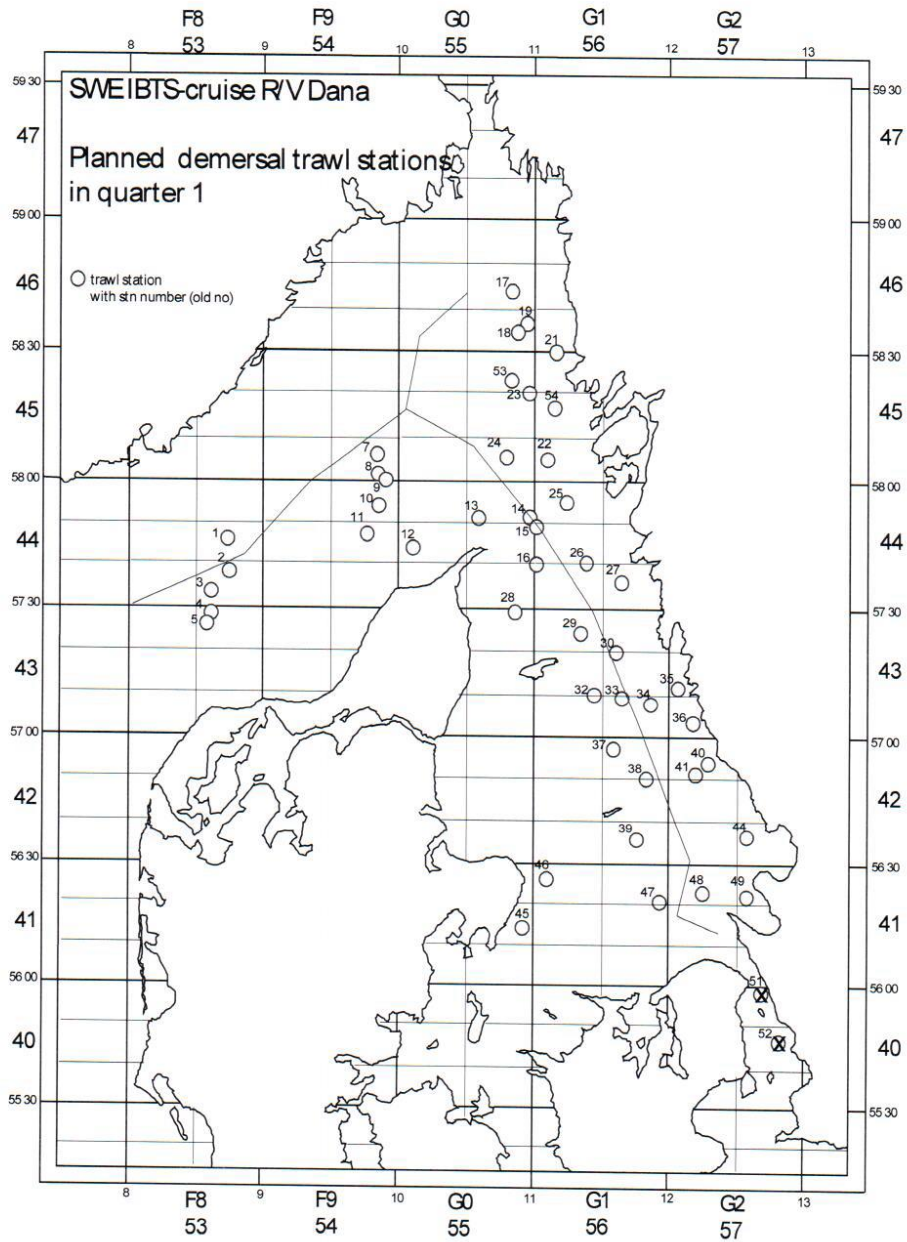 F8 F9 G0 G1 G2
53 54 55 56 57
8 9 10 11 12 13
59 30 59 30
SWEIBTS-cruise R/V Dana
47 47
Planned demersal trawl stations
in quarter 1
59 00 59 00
46 46
17
trawl station
with stn number (old no)
19
18
58 30 21 58 30
53
23 54
45 45
7 24 22
8
58 00 9 58 00
10 25
13 14
11 15
44 1 12 44
2 16 26
3 27
57 30 4 28 57 30
5 29
30
43 43
35
32 33 34
36
57 00 57 00
37
40
38 41
42 42
39 44
56 30 56 30
46 48 49
47
41 45 41
56 00 51 56 00
52
40 40
55 30 55 30
8 9 10 11 12 13
F8 F9 G0 G1 G2
53 54 55 56 57